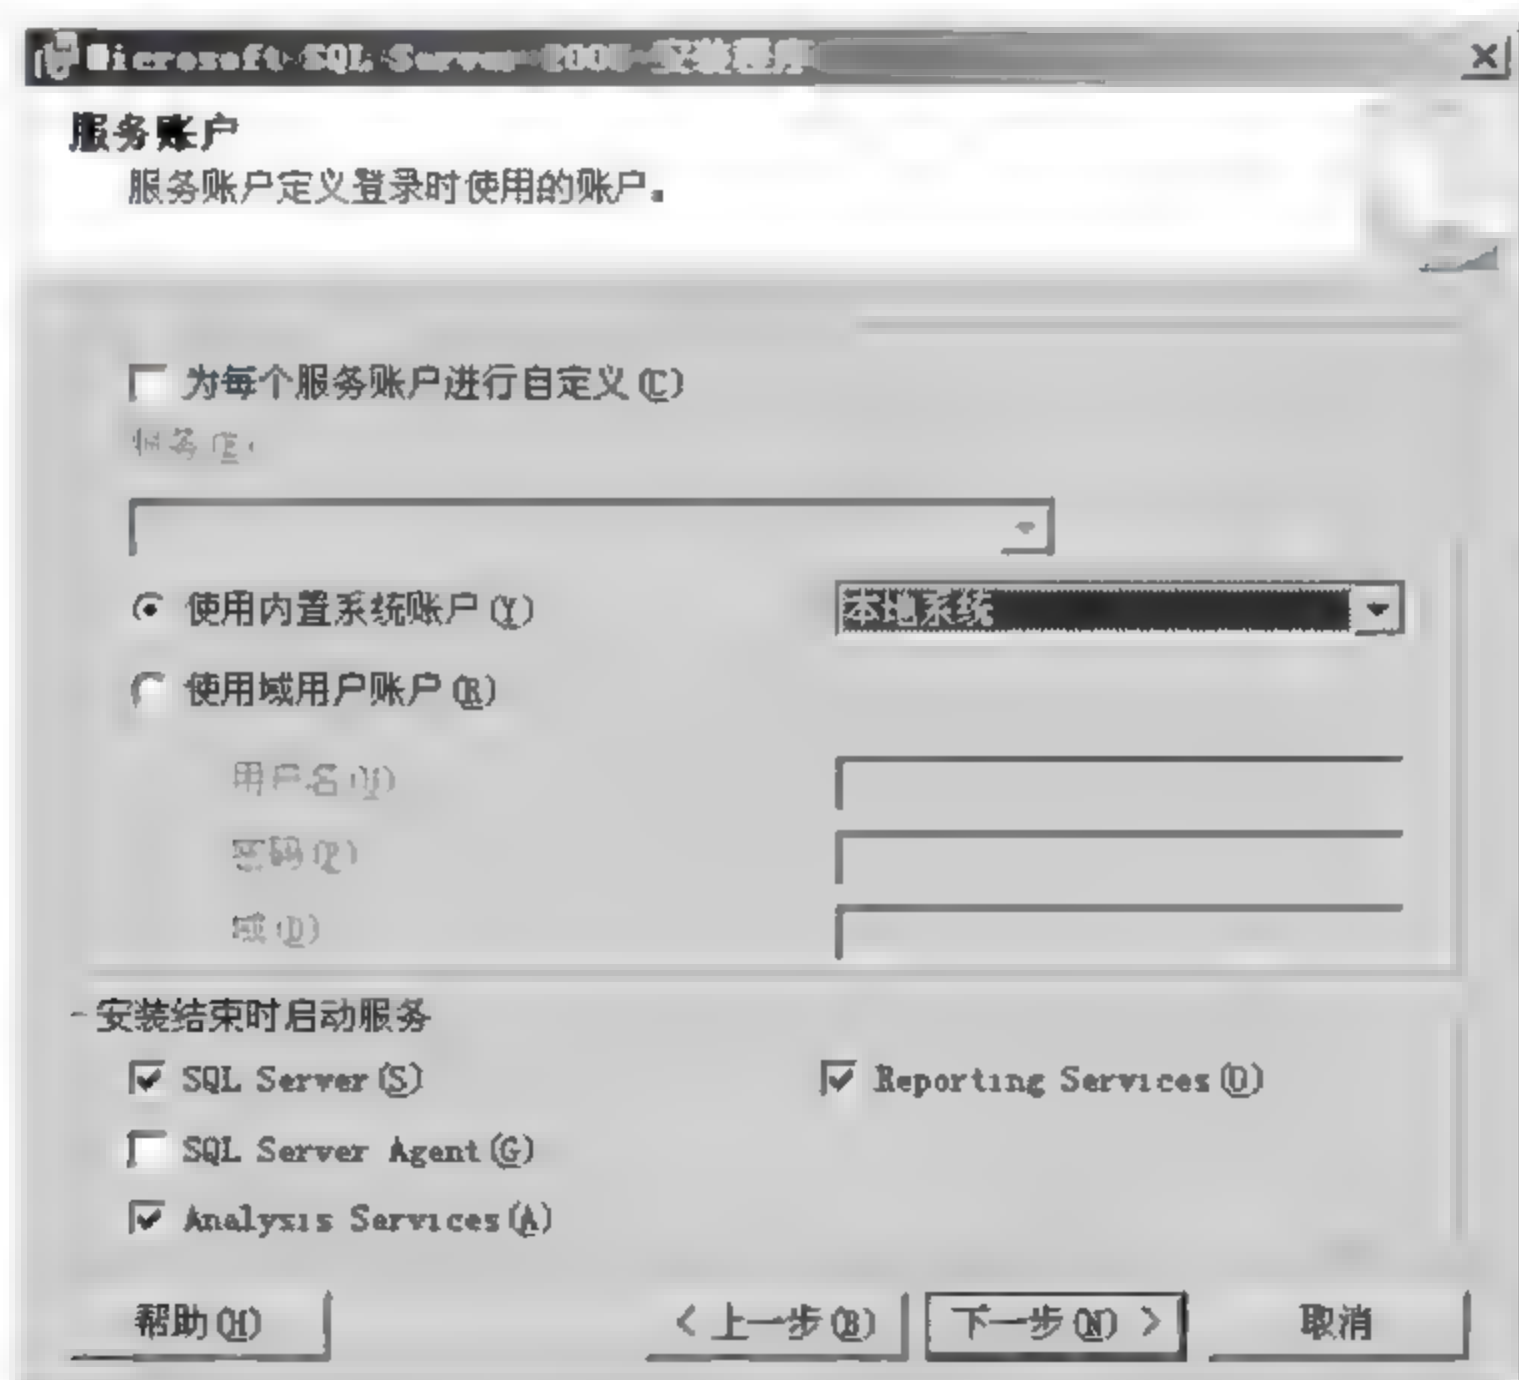 Microsoft SQL Server 2005 安装程序
服务账户
服务账户定义登录时使用的账户。
为每个服务账户进行自定义(C)
使用内置系统账户(Y)
本地系统
使用域用户账户(R)
用户名(U)
密码(P)
域(D)
安装结束时启动服务
SQL Server(S)
Reporting Services(O)
SQL Server Agent(G)
Analysis Services(A)
帮助(H)
< 上一步(B)
下一步(N) >
取消